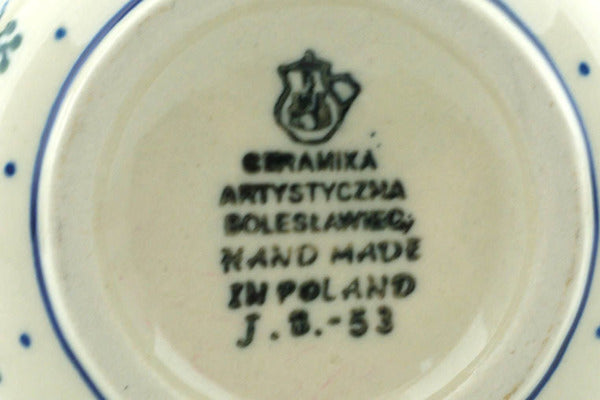 CERAMIKA
ARTYSTYCZNA
BOLESŁAWIEC,
HAND MADE
IN POLAND
J.B.-53